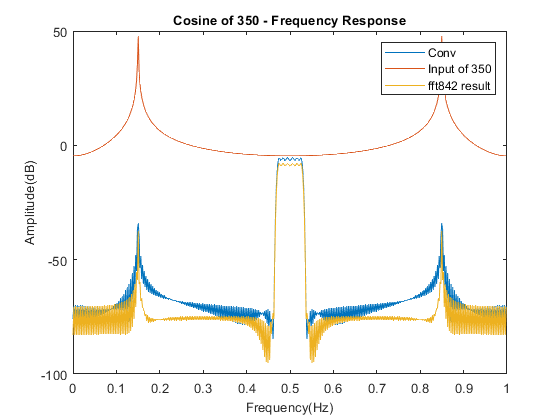 Cosine of 350 - Frequency Response
Conv
Input of 350
fft842 result
50
0
-50
-100
Amplitude(dB)
0 0.1 0.2 0.3 0.4 0.5 0.6 0.7 0.8 0.9 1
Frequency(Hz)